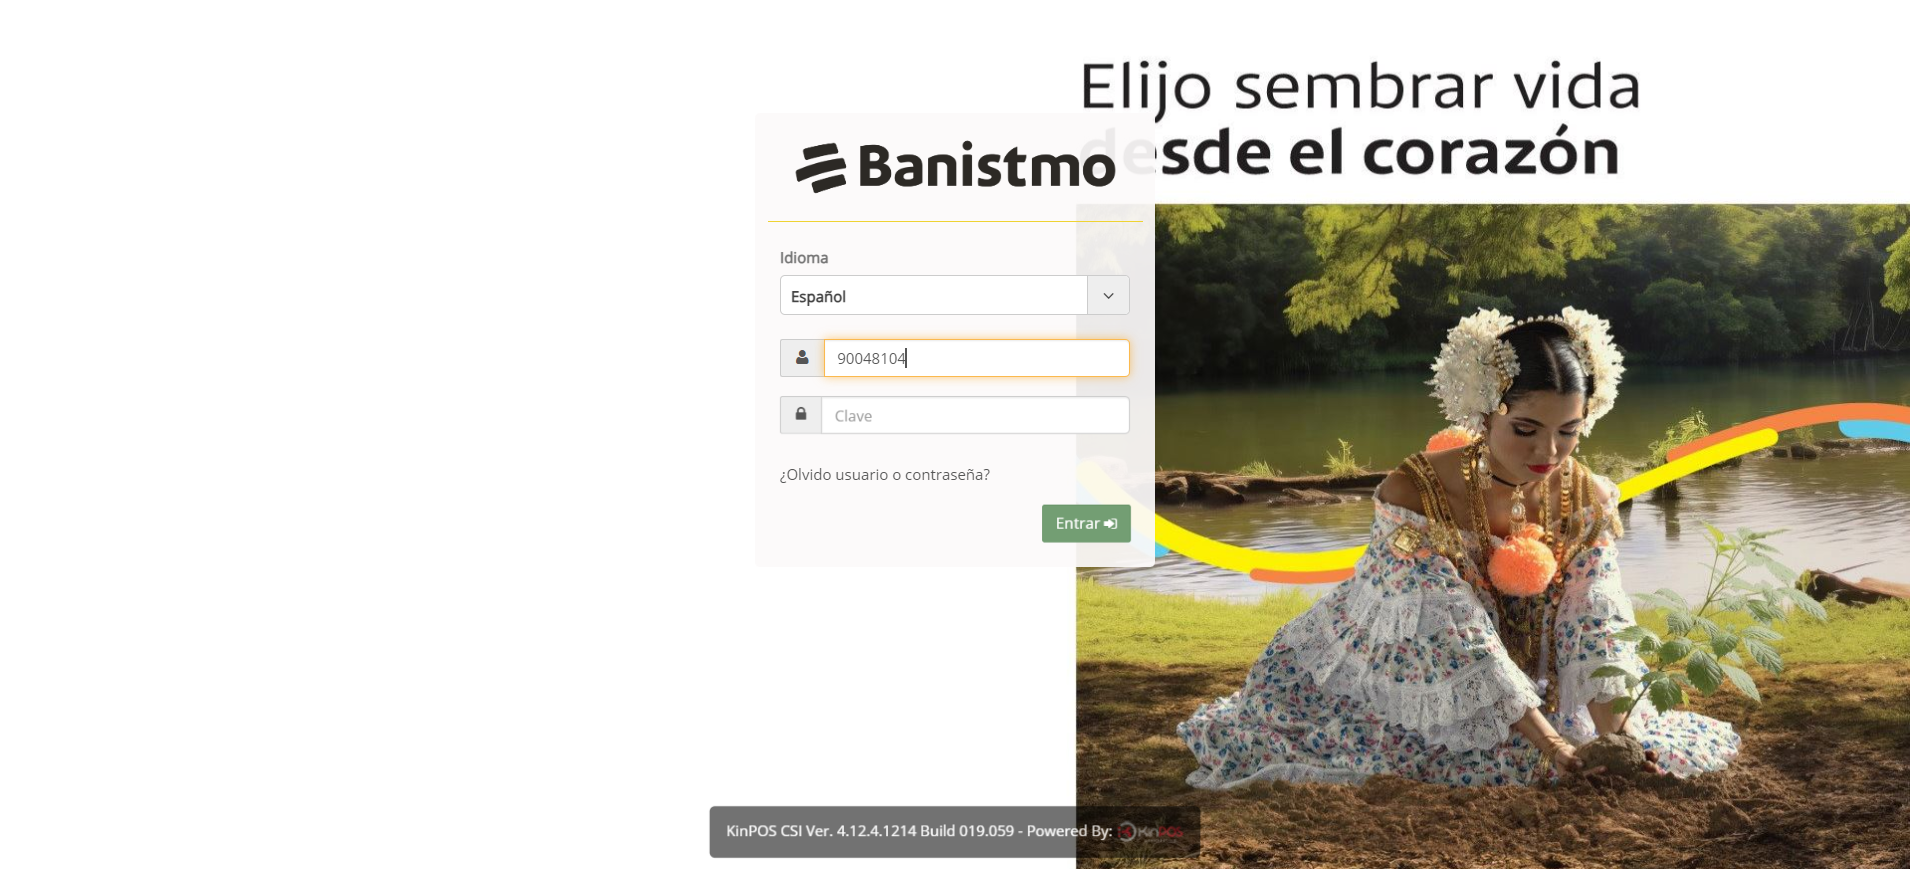 Elijo sembrar vida
desde el corazón
Banistmo
Idioma
Español
90048104
Clave
¿Olvido usuario o contraseña?
Entrar
KinPOS CSI Ver. 4.12.4.1214 Build 019.059 - Powered By: KinPOS